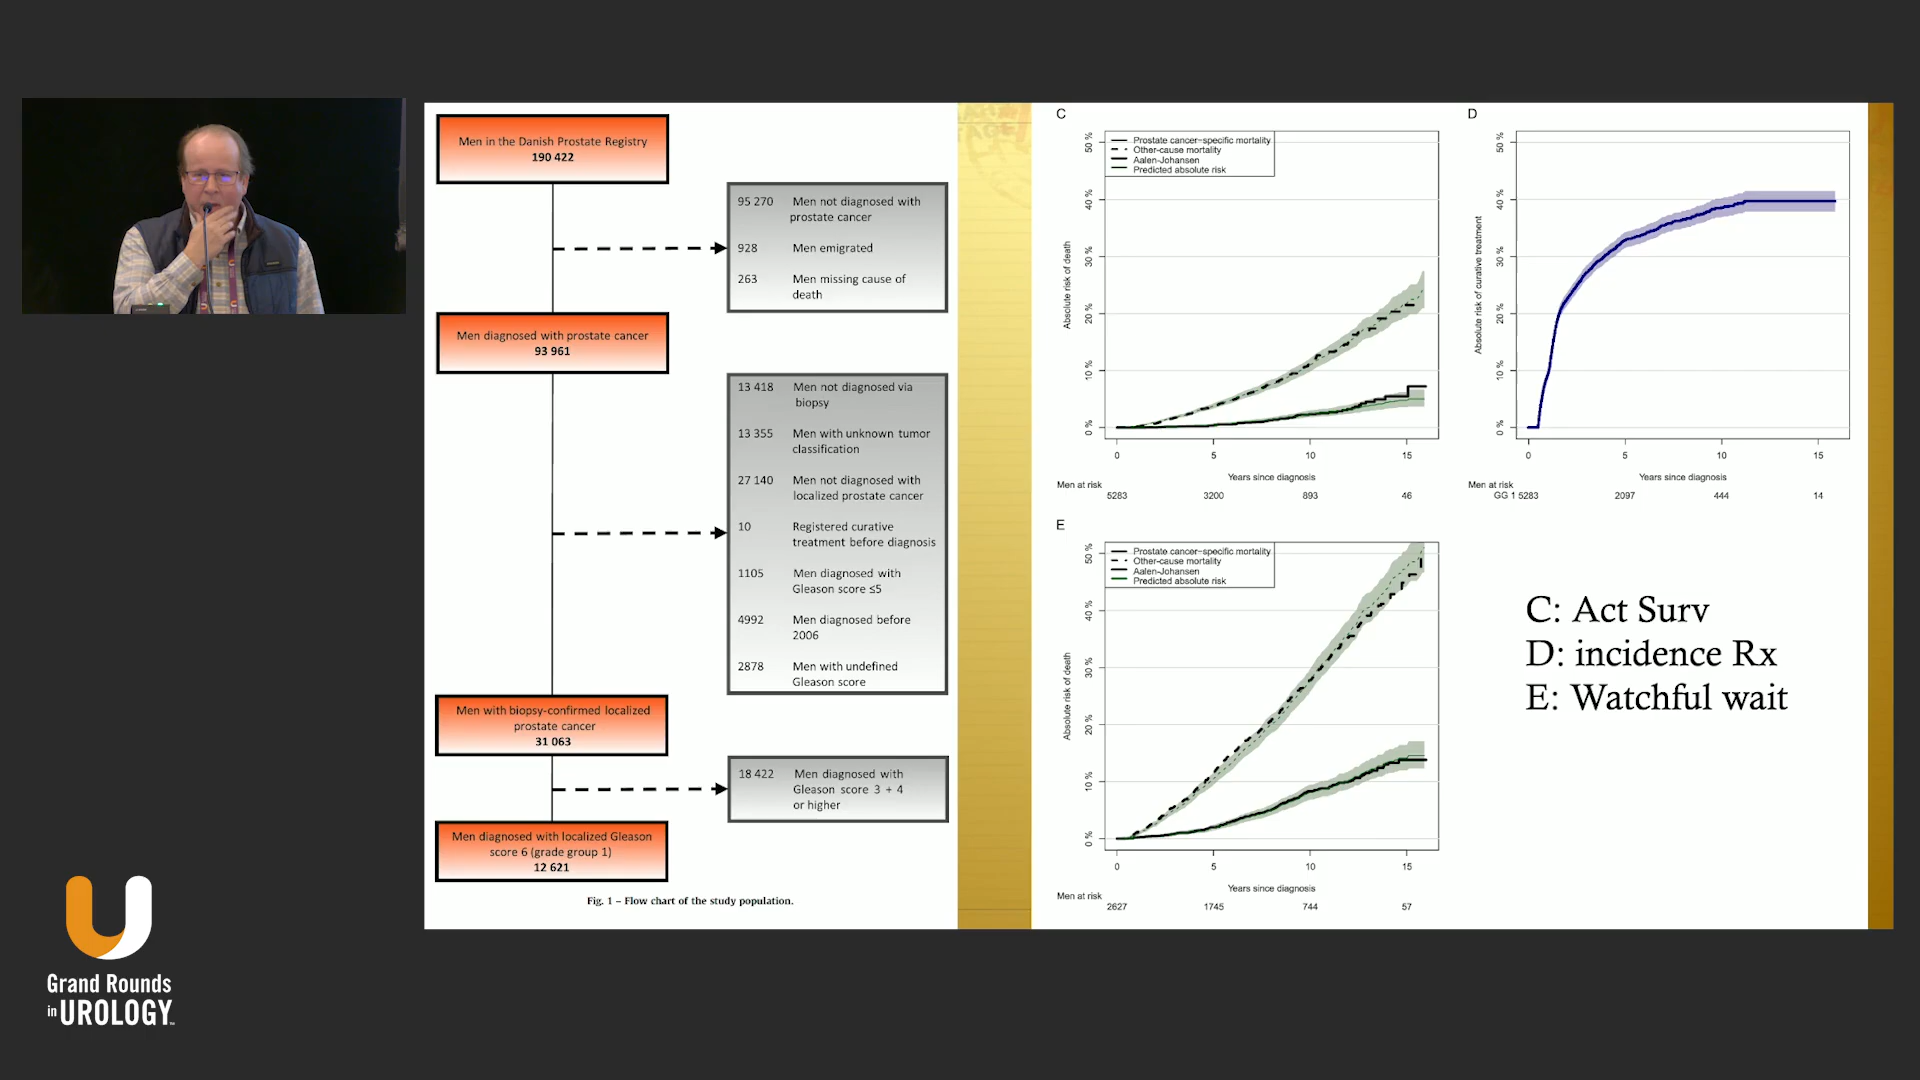 Men in the Danish Prostate Registry
190 422
95 270 Men not diagnosed with
prostate cancer
928 Men emigrated
263 Men missing cause of
death
Men diagnosed with prostate cancer
93 961
13 418 Men not diagnosed via
biopsy
13 355 Men with unknown tumor
classification
27 140 Men not diagnosed with
localized prostate cancer
10 Registered curative
treatment before diagnosis
1105 Men diagnosed with
Gleason score ≤5
4992 Men diagnosed before
2006
2878 Men with undefined
Gleason score
Men with biopsy-confirmed localized
prostate cancer
31 063
18 422 Men diagnosed with
Gleason score 3 + 4
or higher
Men diagnosed with localized Gleason
score 6 (grade group 1)
12 621
Fig. 1 – Flow chart of the study population.
C
Prostate cancer−specific mortality
Other-cause mortality
Aalen-Johansen
Predicted absolute risk
Absolute risk of death
50 %
40 %
30 %
20 %
10 %
0 %
0 5 10 15
Years since diagnosis
Men at risk
5283 3200 893 46
D
Absolute risk of curative treatment
50 %
40 %
30 %
20 %
10 %
0 %
0 5 10 15
Years since diagnosis
Men at risk
GG 1 5283 2097 444 14
E
Prostate cancer−specific mortality
Other-cause mortality
Aalen-Johansen
Predicted absolute risk
Absolute risk of death
50 %
40 %
30 %
20 %
10 %
0 %
0 5 10 15
Years since diagnosis
Men at risk
2627 1745 744 57
C: Act Surv
D: incidence Rx
E: Watchful wait
Grand Rounds
in UROLOGY